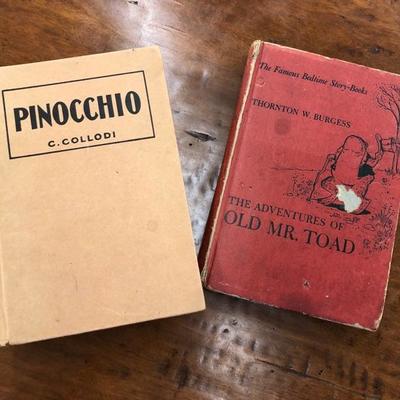 PINOCCHIO
C. COLLODI
The Famous Bedtime Story-Books
THORNTON W. BURGESS
THE ADVENTURES OF
OLD MR. TOAD